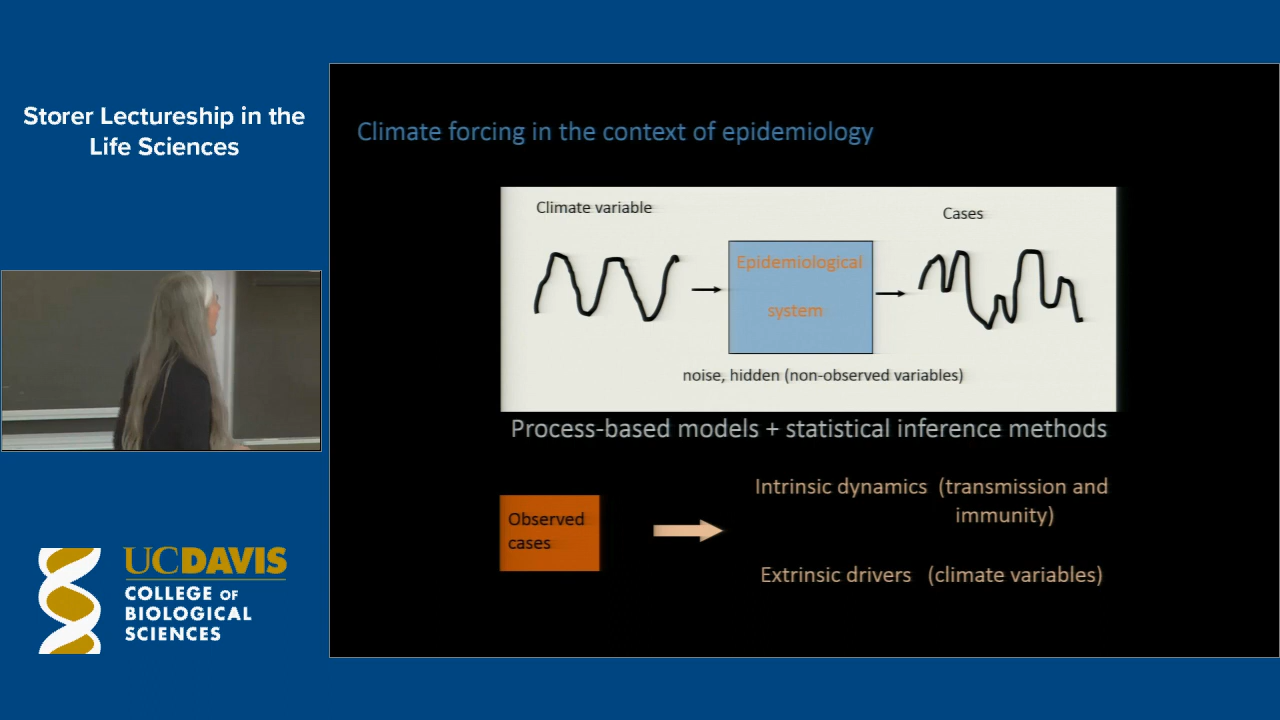 Storer Lectureship in the
Life Sciences
UCDAVIS
COLLEGE OF
BIOLOGICAL
SCIENCES
Climate forcing in the context of epidemiology
Climate variable
Cases
Epidemiological
system
noise, hidden (non-observed variables)
Process-based models + statistical inference methods
Observed
cases
Intrinsic dynamics (transmission and
immunity)
Extrinsic drivers (climate variables)